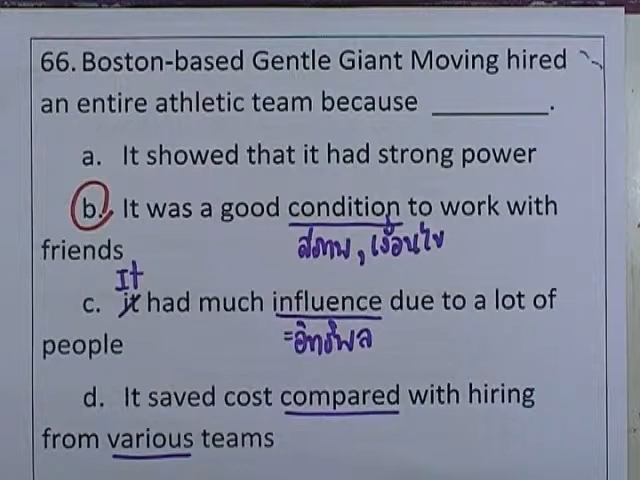 66. Boston-based Gentle Giant Moving hired
an entire athletic team because ________.
a. It showed that it had strong power
b. It was a good condition to work with
friends
สภาพ, เงื่อนไข
It
c. it had much influence due to a lot of
people
=อิทธิพล
d. It saved cost compared with hiring
from various teams